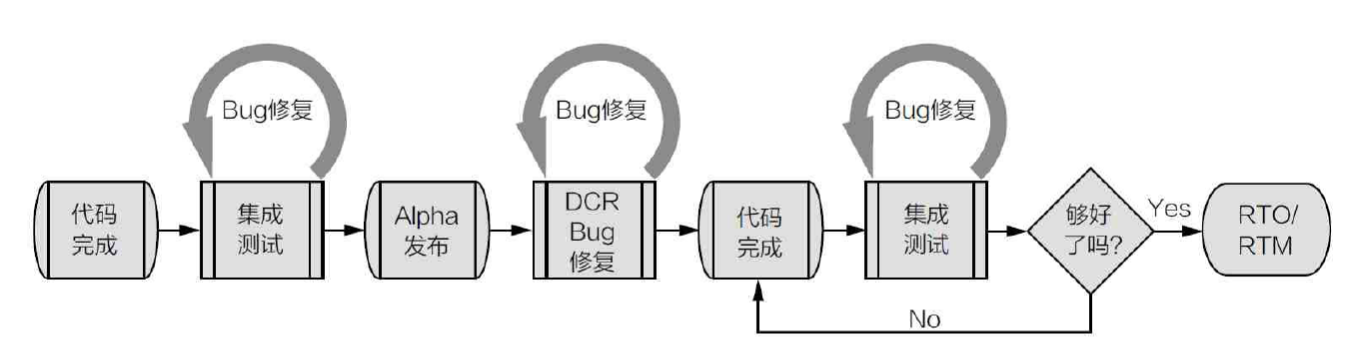 Bug修复
Bug修复
Bug修复
代码
完成
集成
测试
Alpha
发布
DCR
Bug
修复
代码
完成
集成
测试
够好
了吗?
Yes
RTO/
RTM
No